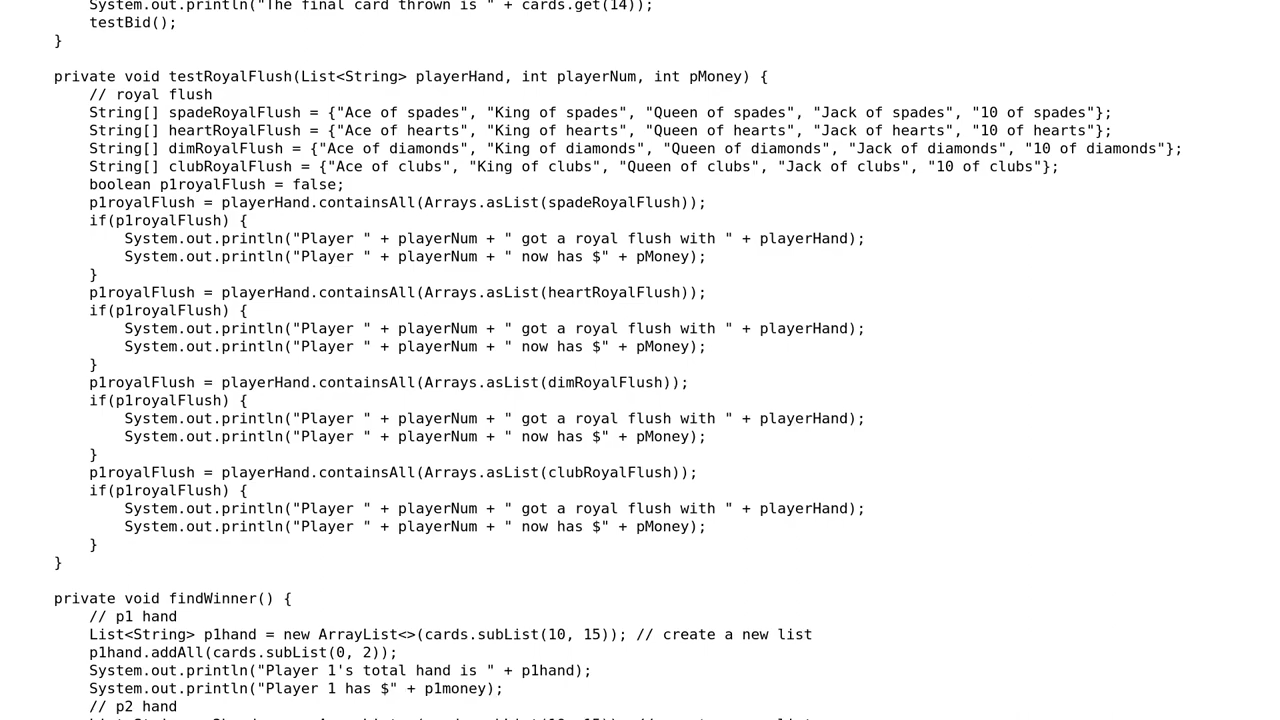 System.out.println("The final card thrown is " + cards.get(14));
        testBid();
    }

    private void testRoyalFlush(List<String> playerHand, int playerNum, int pMoney) {
        // royal flush
        String[] spadeRoyalFlush = {"Ace of spades", "King of spades", "Queen of spades", "Jack of spades", "10 of spades"};
        String[] heartRoyalFlush = {"Ace of hearts", "King of hearts", "Queen of hearts", "Jack of hearts", "10 of hearts"};
        String[] dimRoyalFlush = {"Ace of diamonds", "King of diamonds", "Queen of diamonds", "Jack of diamonds", "10 of diamonds"};
        String[] clubRoyalFlush = {"Ace of clubs", "King of clubs", "Queen of clubs", "Jack of clubs", "10 of clubs"};
        boolean p1royalFlush = false;
        p1royalFlush = playerHand.containsAll(Arrays.asList(spadeRoyalFlush));
        if(p1royalFlush) {
            System.out.println("Player " + playerNum + " got a royal flush with " + playerHand);
            System.out.println("Player " + playerNum + " now has $" + pMoney);
        }
        p1royalFlush = playerHand.containsAll(Arrays.asList(heartRoyalFlush));
        if(p1royalFlush) {
            System.out.println("Player " + playerNum + " got a royal flush with " + playerHand);
            System.out.println("Player " + playerNum + " now has $" + pMoney);
        }
        p1royalFlush = playerHand.containsAll(Arrays.asList(dimRoyalFlush));
        if(p1royalFlush) {
            System.out.println("Player " + playerNum + " got a royal flush with " + playerHand);
            System.out.println("Player " + playerNum + " now has $" + pMoney);
        }
        p1royalFlush = playerHand.containsAll(Arrays.asList(clubRoyalFlush));
        if(p1royalFlush) {
            System.out.println("Player " + playerNum + " got a royal flush with " + playerHand);
            System.out.println("Player " + playerNum + " now has $" + pMoney);
        }
    }

    private void findWinner() {
        // p1 hand
        List<String> p1hand = new ArrayList<>(cards.subList(10, 15)); // create a new list
        p1hand.addAll(cards.subList(0, 2));
        System.out.println("Player 1's total hand is " + p1hand);
        System.out.println("Player 1 has $" + p1money);
        // p2 hand